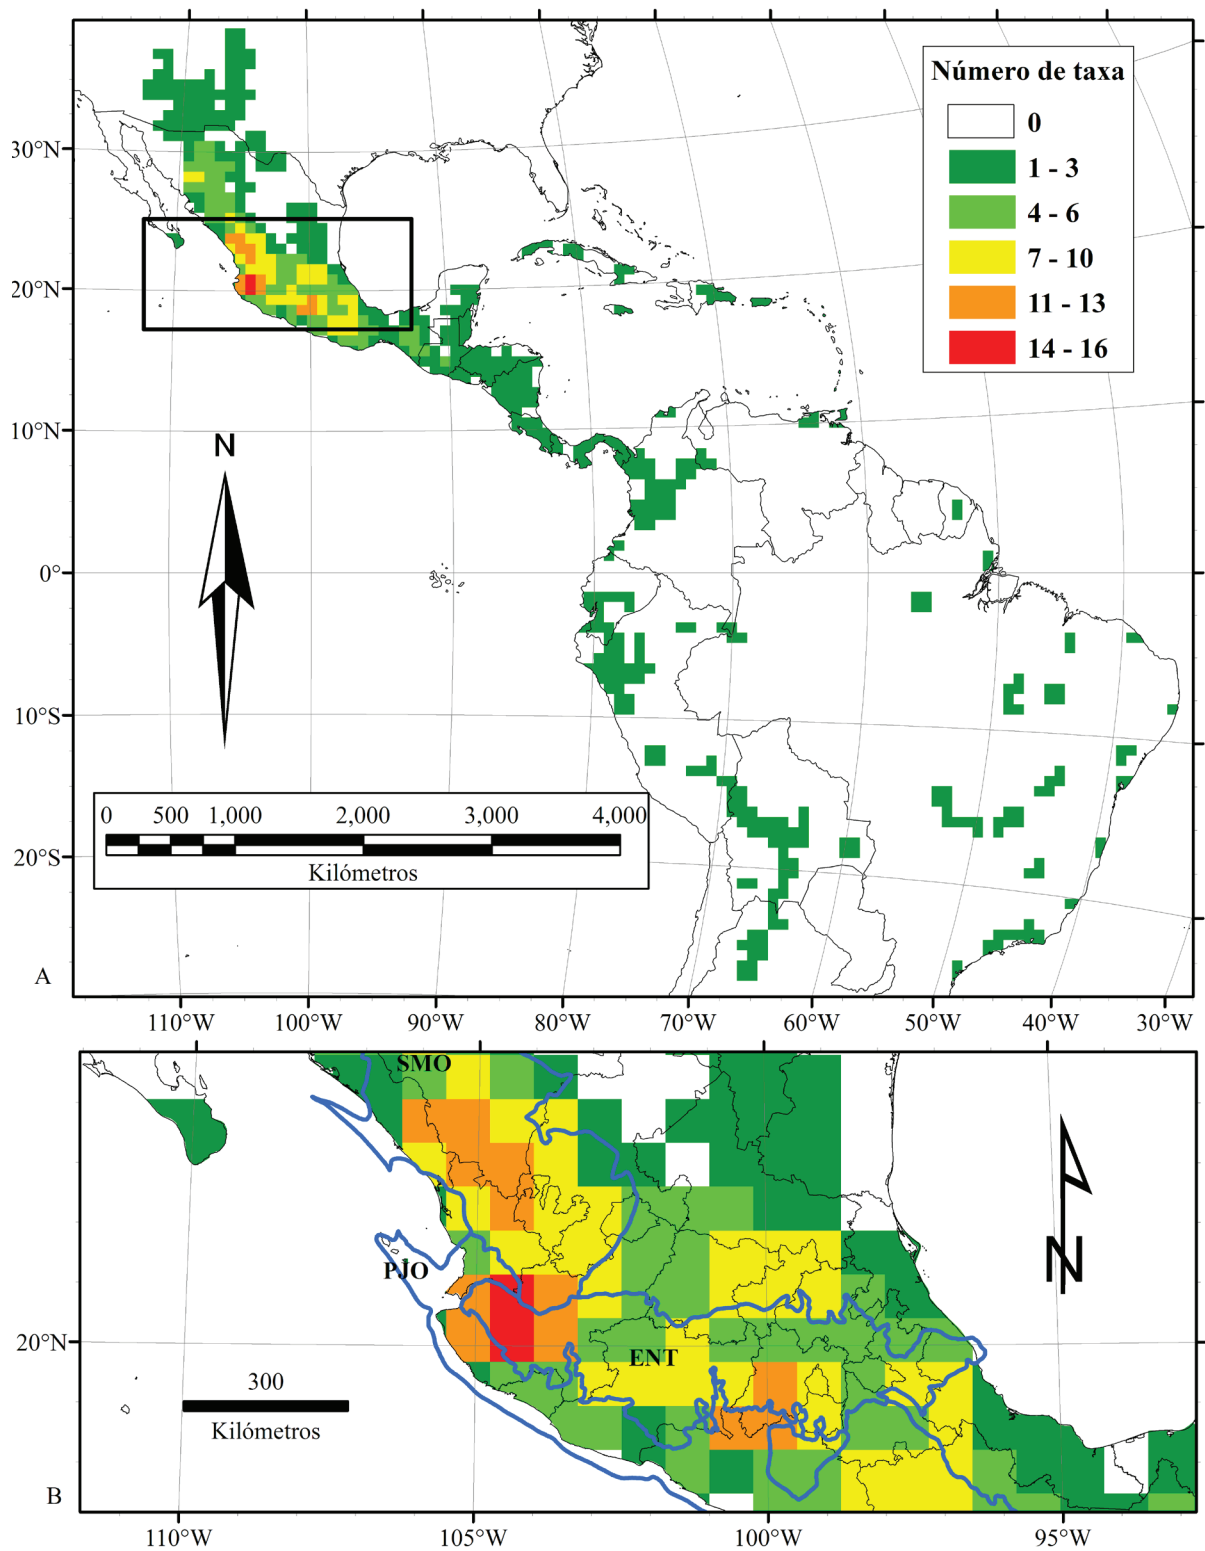 Número de taxa
0
1 - 3
4 - 6
7 - 10
11 - 13
14 - 16
30°N
20°N
10°N
0°
10°S
20°S
N
0 500 1,000 2,000 3,000 4,000
Kilómetros
A
110°W 100°W 90°W 80°W 70°W 60°W 50°W 40°W 30°W
SMO
PJO
ENT
20°N
N
300
Kilómetros
B
110°W 105°W 100°W 95°W